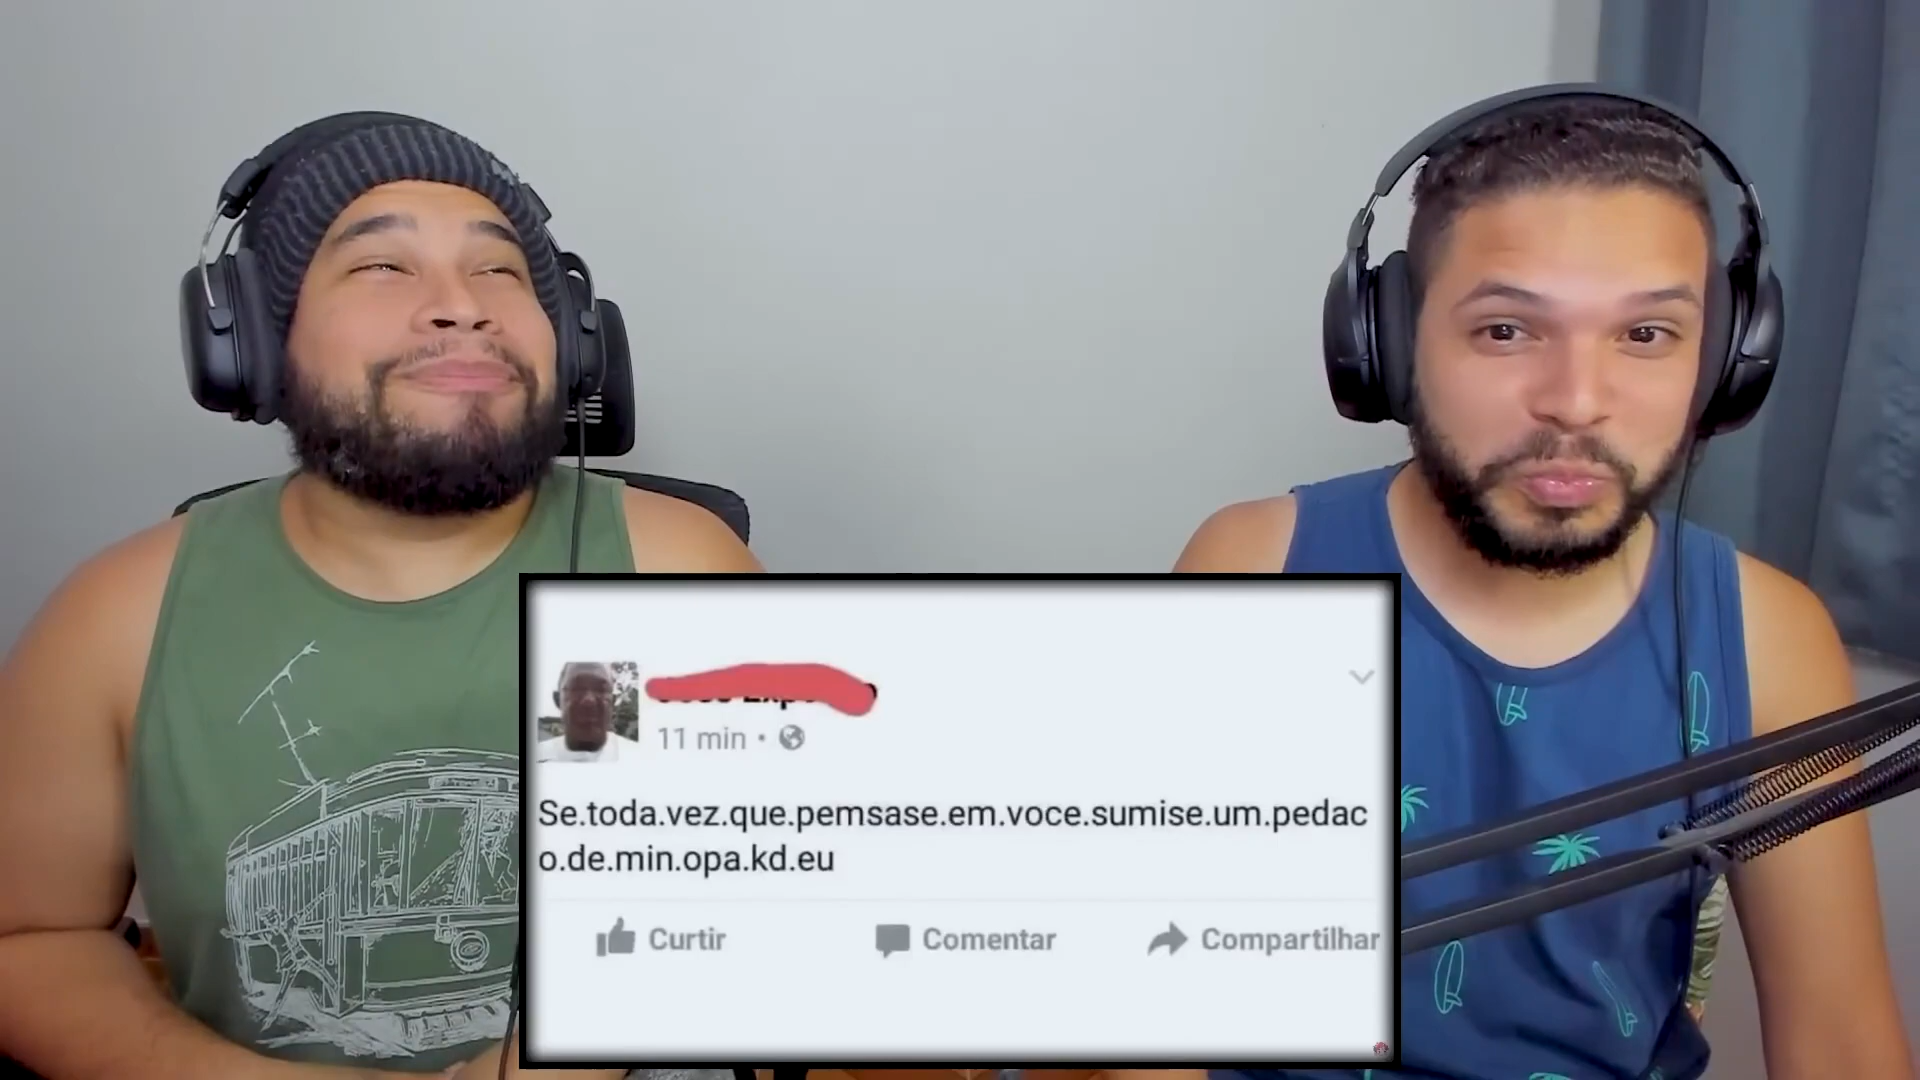 11 min
Se.toda.vez.que.pemsase.em.voce.sumise.um.pedac
o.de.min.opa.kd.eu
Curtir
Comentar
Compartilhar